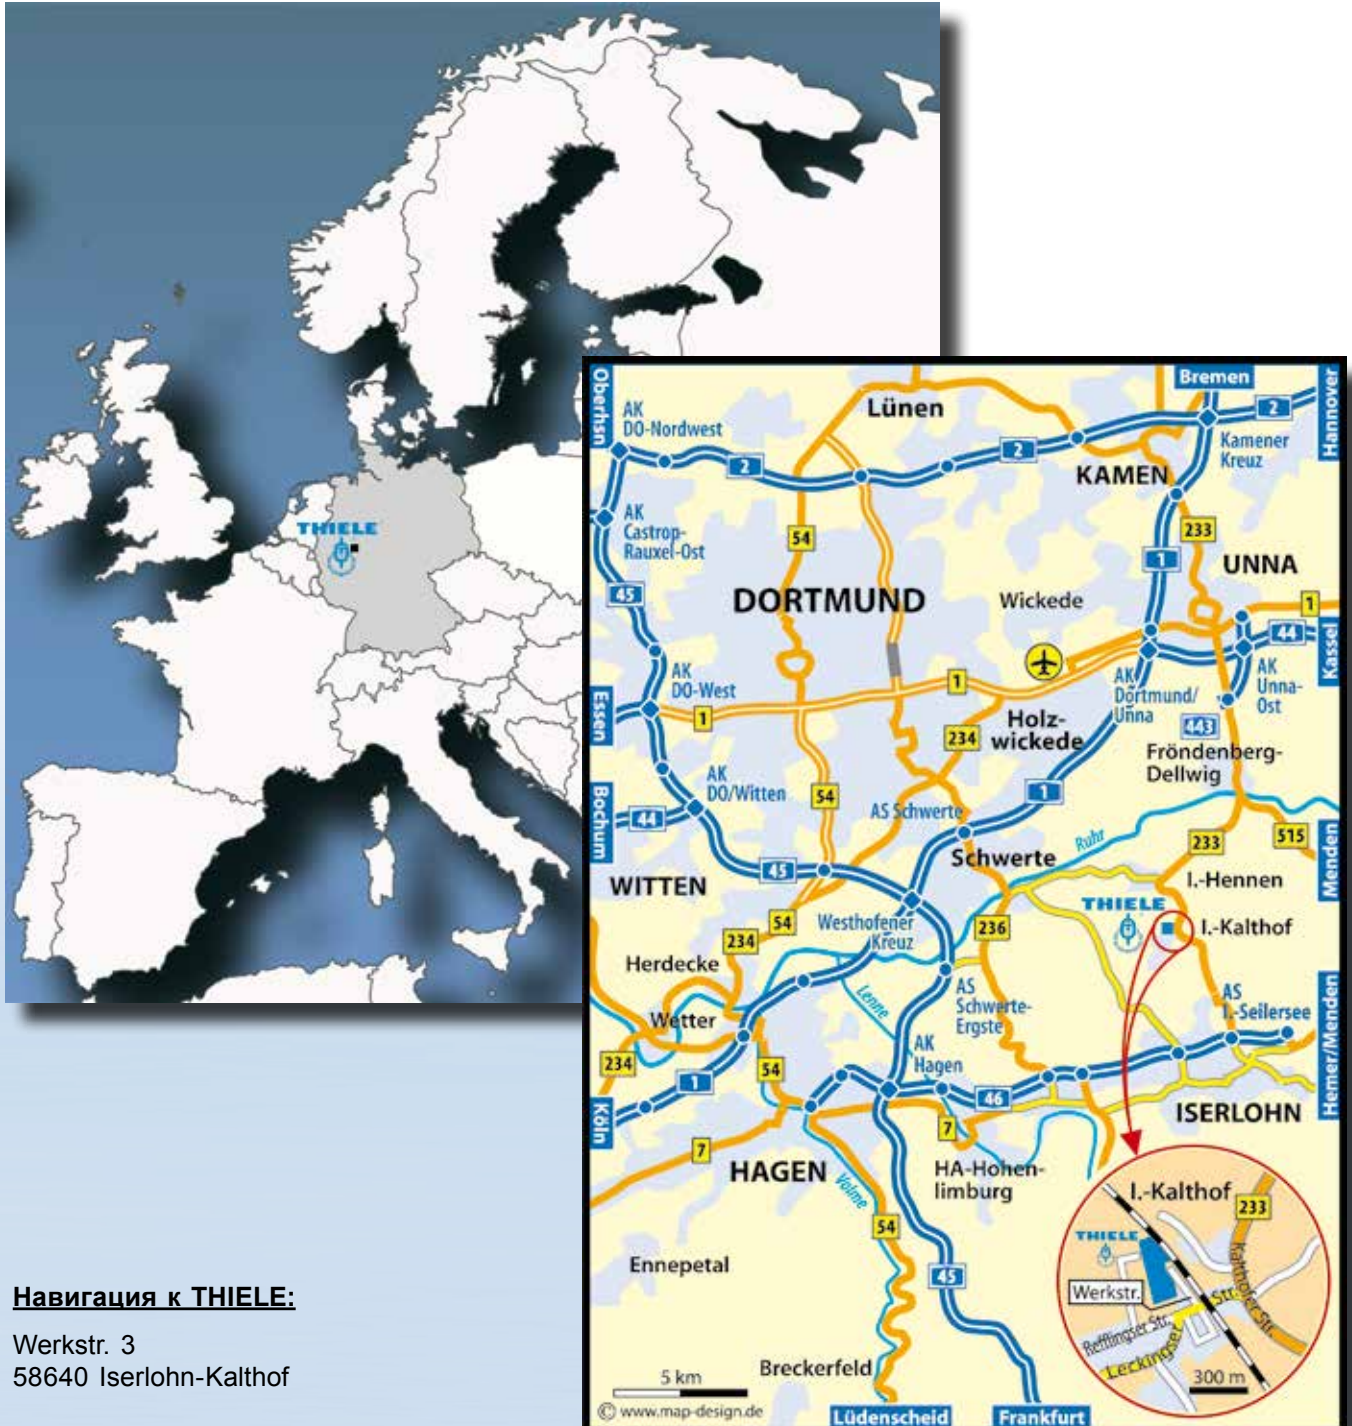 THIELE
Oberhsn
AK
DO-Nordwest
Lünen
Bremen
2
Hannover
2
2
KAMEN
Kamener
Kreuz
AK
Castrop-
Rauxel-Ost
54
233
1
UNNA
45
DORTMUND
Wickede
1
44
Kassel
AK
DO-West
1
AK
Dortmund/
Unna
AK
Unna-
Ost
Essen
1
234
Holz-
wickede
443
Fröndenberg-
Dellwig
AK
DO/Witten
54
1
Bochum
44
AS Schwerte
Ruhr
233
515
Menden
45
Schwerte
I.-Hennen
WITTEN
THIELE
54
Westhofener
Kreuz
236
I.-Kalthof
234
Herdecke
Lenne
AS
Schwerte-
Ergste
AS
I.-Seilersee
Hemer/Menden
Wetter
AK
Hagen
234
54
1
46
Köln
ISERLOHN
7
7
HAGEN
Volme
HA-Hohen-
limburg
54
I.-Kalthof
233
THIELE
Kalthofer Str.
Ennepetal
45
Werkstr.
Refflingser Str.
Leckingser Str.
Breckerfeld
5 km
300 m
© www.map-design.de
Lüdenscheid
Frankfurt
Навигация к THIELE:
Werkstr. 3
58640 Iserlohn-Kalthof